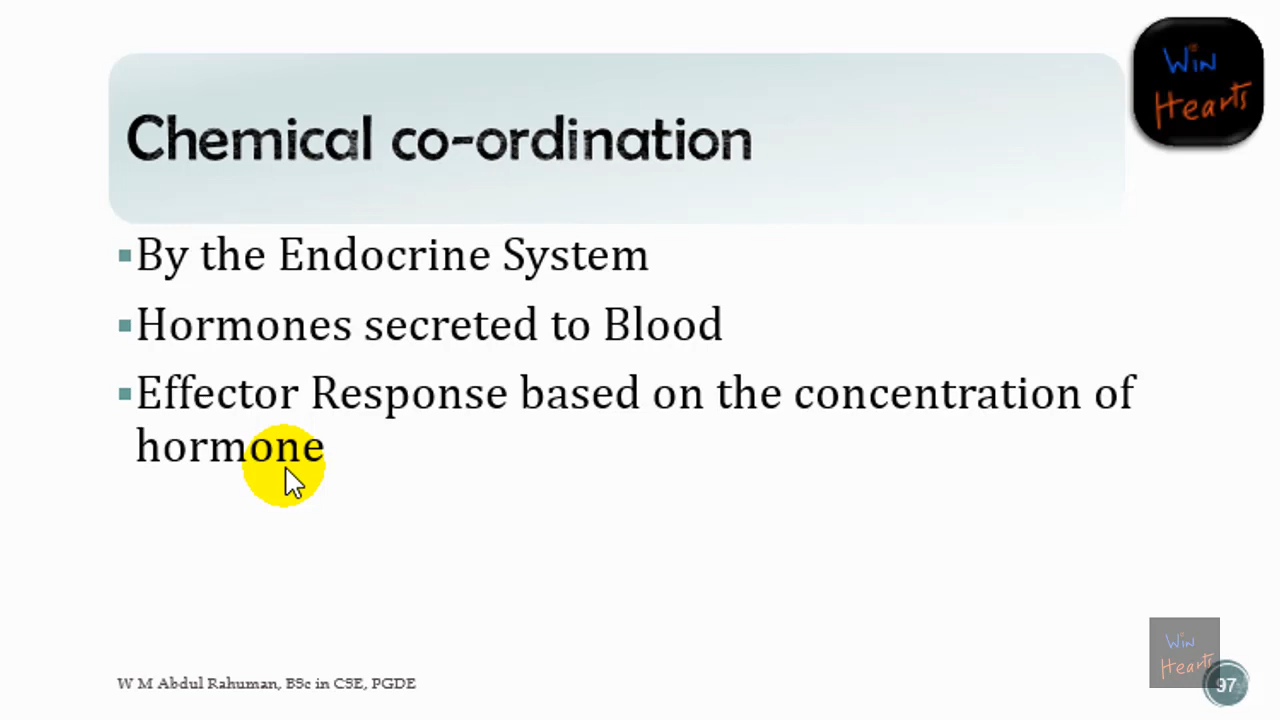 Win
Hearts
Chemical co-ordination
▪By the Endocrine System
▪Hormones secreted to Blood
▪Effector Response based on the concentration of
hormone
Win
Hearts
W M Abdul Rahuman, BSc in CSE, PGDE
97